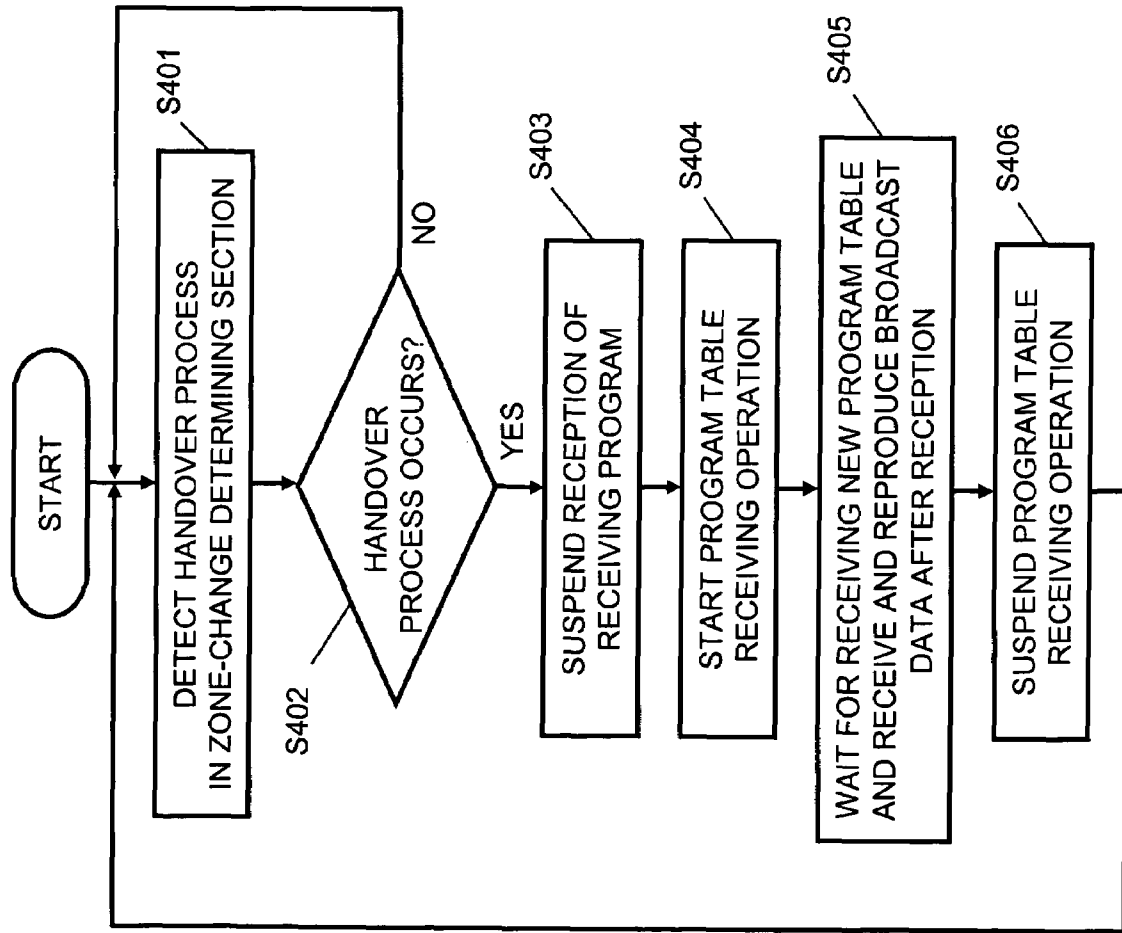 START
DETECT HANDOVER PROCESS
IN ZONE-CHANGE DETERMINING SECTION
S401
HANDOVER
PROCESS OCCURS?
S402
NO
YES
SUSPEND RECEPTION OF
RECEIVING PROGRAM
S403
START PROGRAM TABLE
RECEIVING OPERATION
S404
WAIT FOR RECEIVING NEW PROGRAM TABLE
AND RECEIVE AND REPRODUCE BROADCAST
DATA AFTER RECEPTION
S405
SUSPEND PROGRAM TABLE
RECEIVING OPERATION
S406